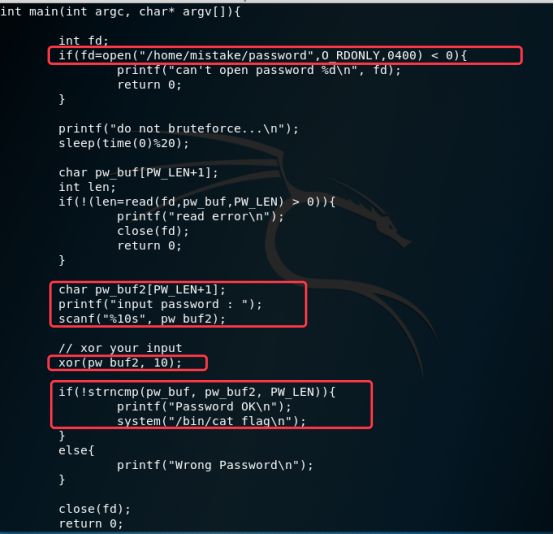 int main(int argc, char* argv[]){
int fd;
if(fd=open("/home/mistake/password",O_RDONLY,0400) < 0){
printf("can't open password %d\n", fd);
return 0;
}
printf("do not bruteforce...\n");
sleep(time(0)%20);
char pw_buf[PW_LEN+1];
int len;
if(!(len=read(fd,pw_buf,PW_LEN) > 0)){
printf("read error\n");
close(fd);
return 0;
}
char pw_buf2[PW_LEN+1];
printf("input password : ");
scanf("%10s", pw_buf2);
// xor your input
xor(pw_buf2, 10);
if(!strncmp(pw_buf, pw_buf2, PW_LEN)){
printf("Password OK\n");
system("/bin/cat flag\n");
}
else{
printf("Wrong Password\n");
}
close(fd);
return 0;